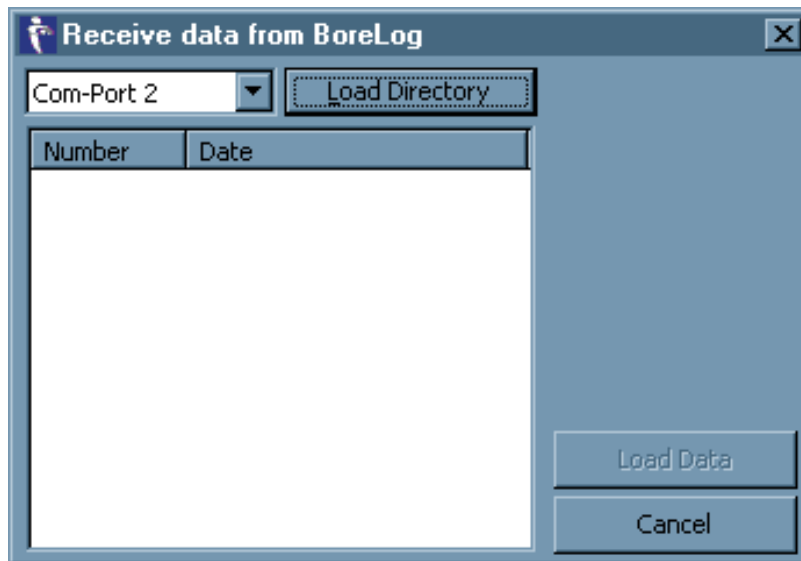 Receive data from BoreLog
Com-Port 2 Load Directory
Number Date
Load Data
Cancel